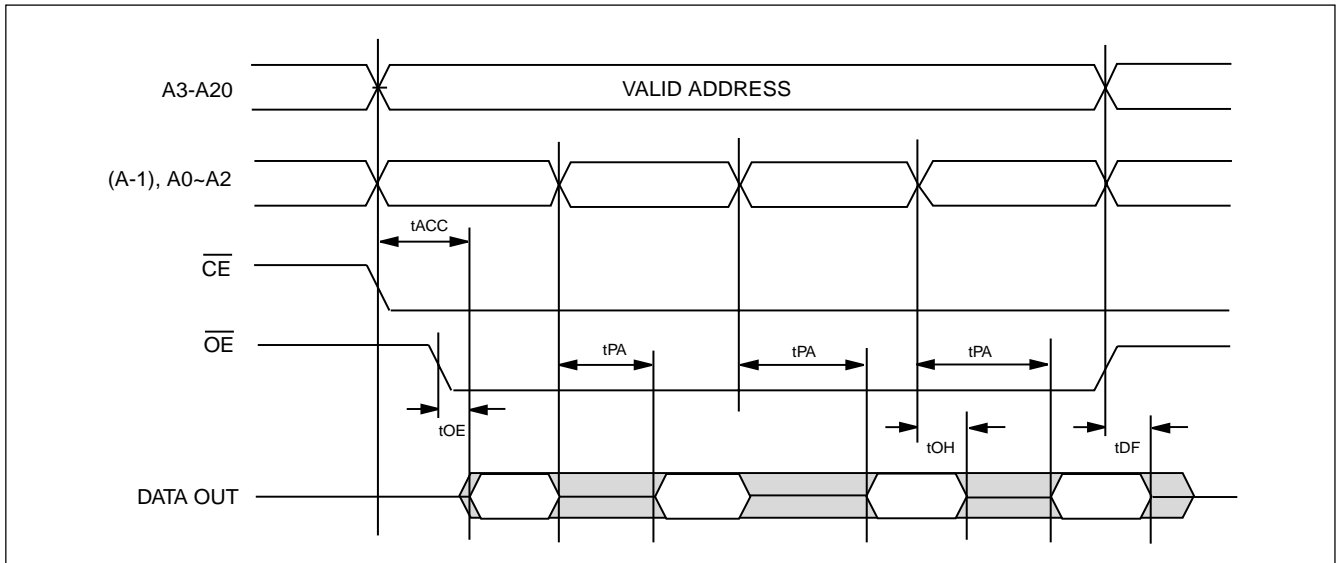 A3-A20
VALID ADDRESS
(A-1), A0~A2
tACC
CE
OE
tPA
tPA
tPA
tOE
tOH
tDF
DATA OUT